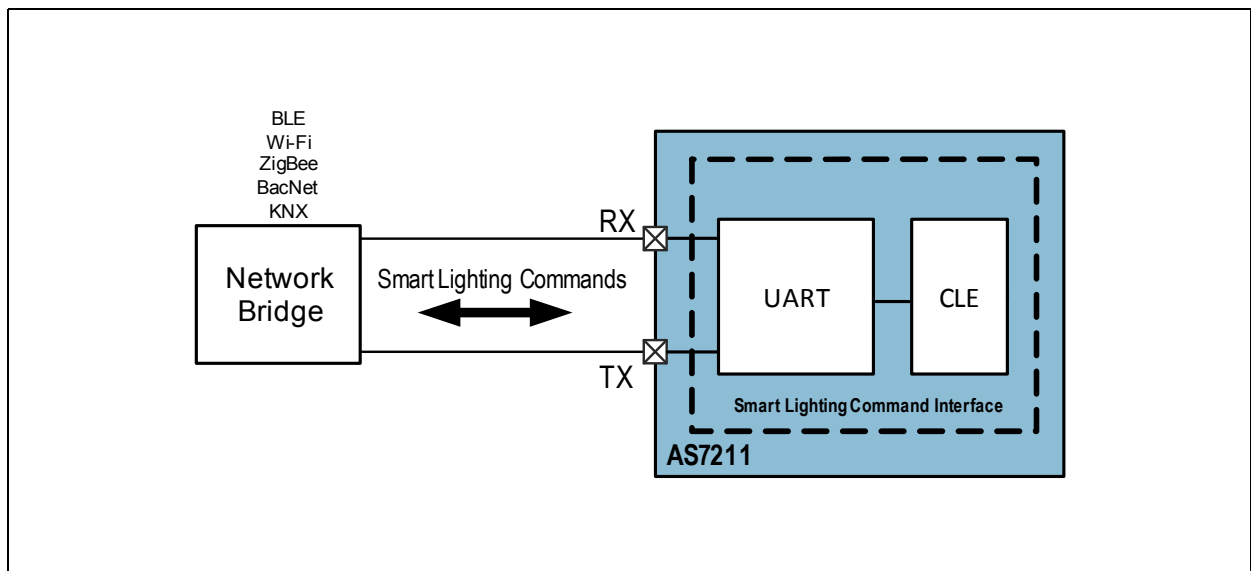 BLE
Wi-Fi
ZigBee
BacNet
KNX
Network
Bridge
RX
Smart Lighting Commands
TX
UART
CLE
Smart Lighting Command Interface
AS7211